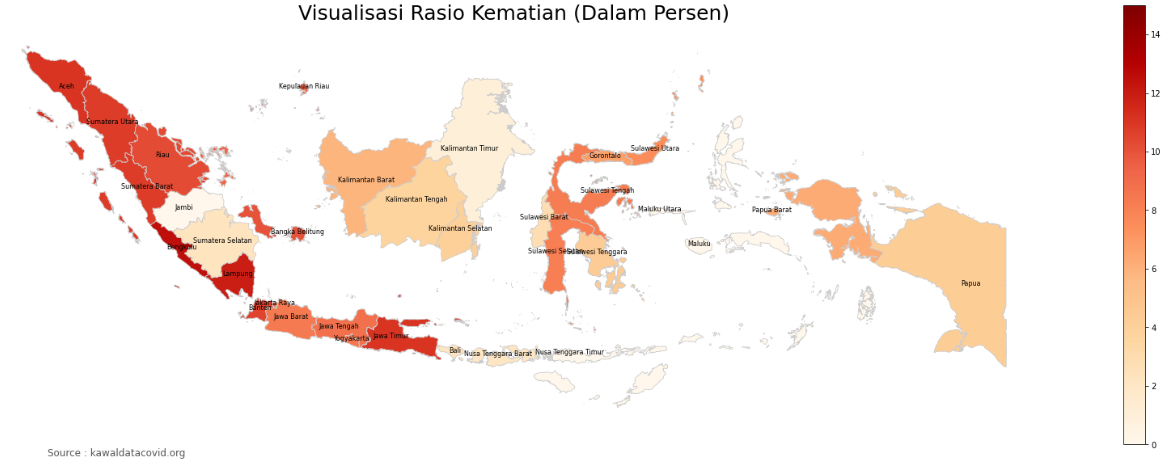 Visualisasi Rasio Kematian (Dalam Persen)
14
12
10
8
6
4
2
0
Aceh
Kepulauan Riau
Sumatera Utara
Riau
Sumatera Barat
Jambi
Bangka Belitung
Sumatera Selatan
Bengkulu
Lampung
Jakarta Raya
Banten
Jawa Barat
Jawa Tengah
Yogyakarta
Jawa Timur
Bali
Nusa Tenggara Barat
Nusa Tenggara Timur
Kalimantan Timur
Kalimantan Barat
Kalimantan Tengah
Kalimantan Selatan
Gorontalo
Sulawesi Utara
Sulawesi Tengah
Sulawesi Barat
Sulawesi Selatan
Sulawesi Tenggara
Maluku Utara
Maluku
Papua Barat
Papua
Source : kawaldatacovid.org